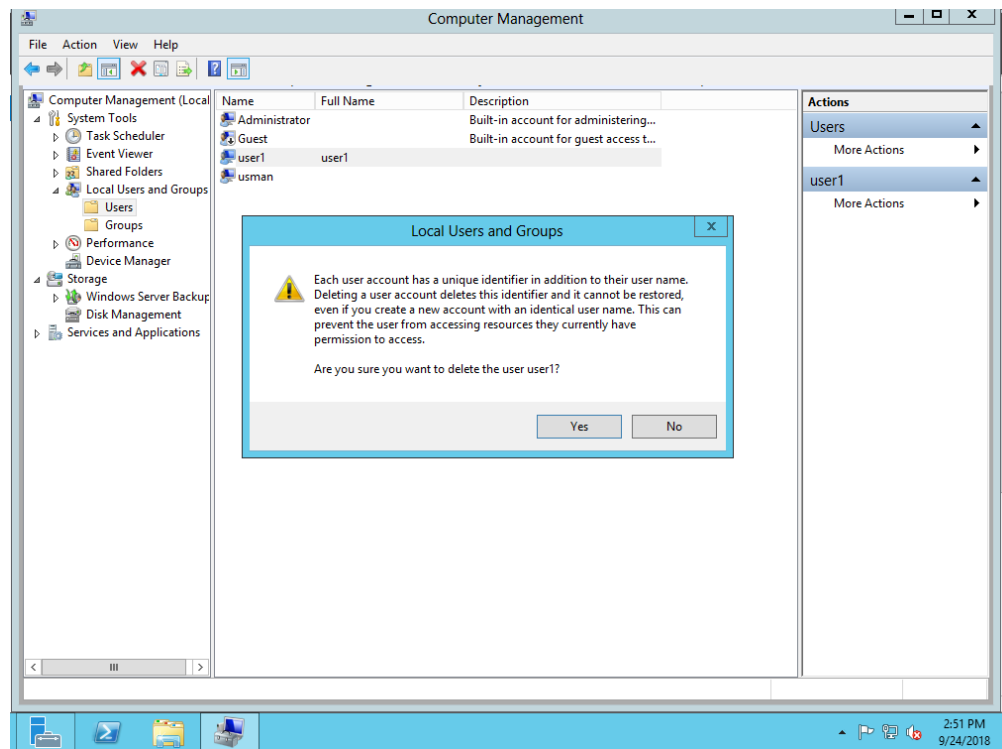 Computer Management
x
File Action View Help
Computer Management (Local
System Tools
Task Scheduler
Event Viewer
Shared Folders
Local Users and Groups
Users
Groups
Performance
Device Manager
Storage
Windows Server Backup
Disk Management
Services and Applications
Name Full Name Description
Administrator Built-in account for administering...
Guest Built-in account for guest access t...
user1 user1
usman
Actions
Users
More Actions
user1
More Actions
Local Users and Groups
x
Each user account has a unique identifier in addition to their user name.
Deleting a user account deletes this identifier and it cannot be restored,
even if you create a new account with an identical user name. This can
prevent the user from accessing resources they currently have
permission to access.
Are you sure you want to delete the user user1?
Yes No
2:51 PM
9/24/2018